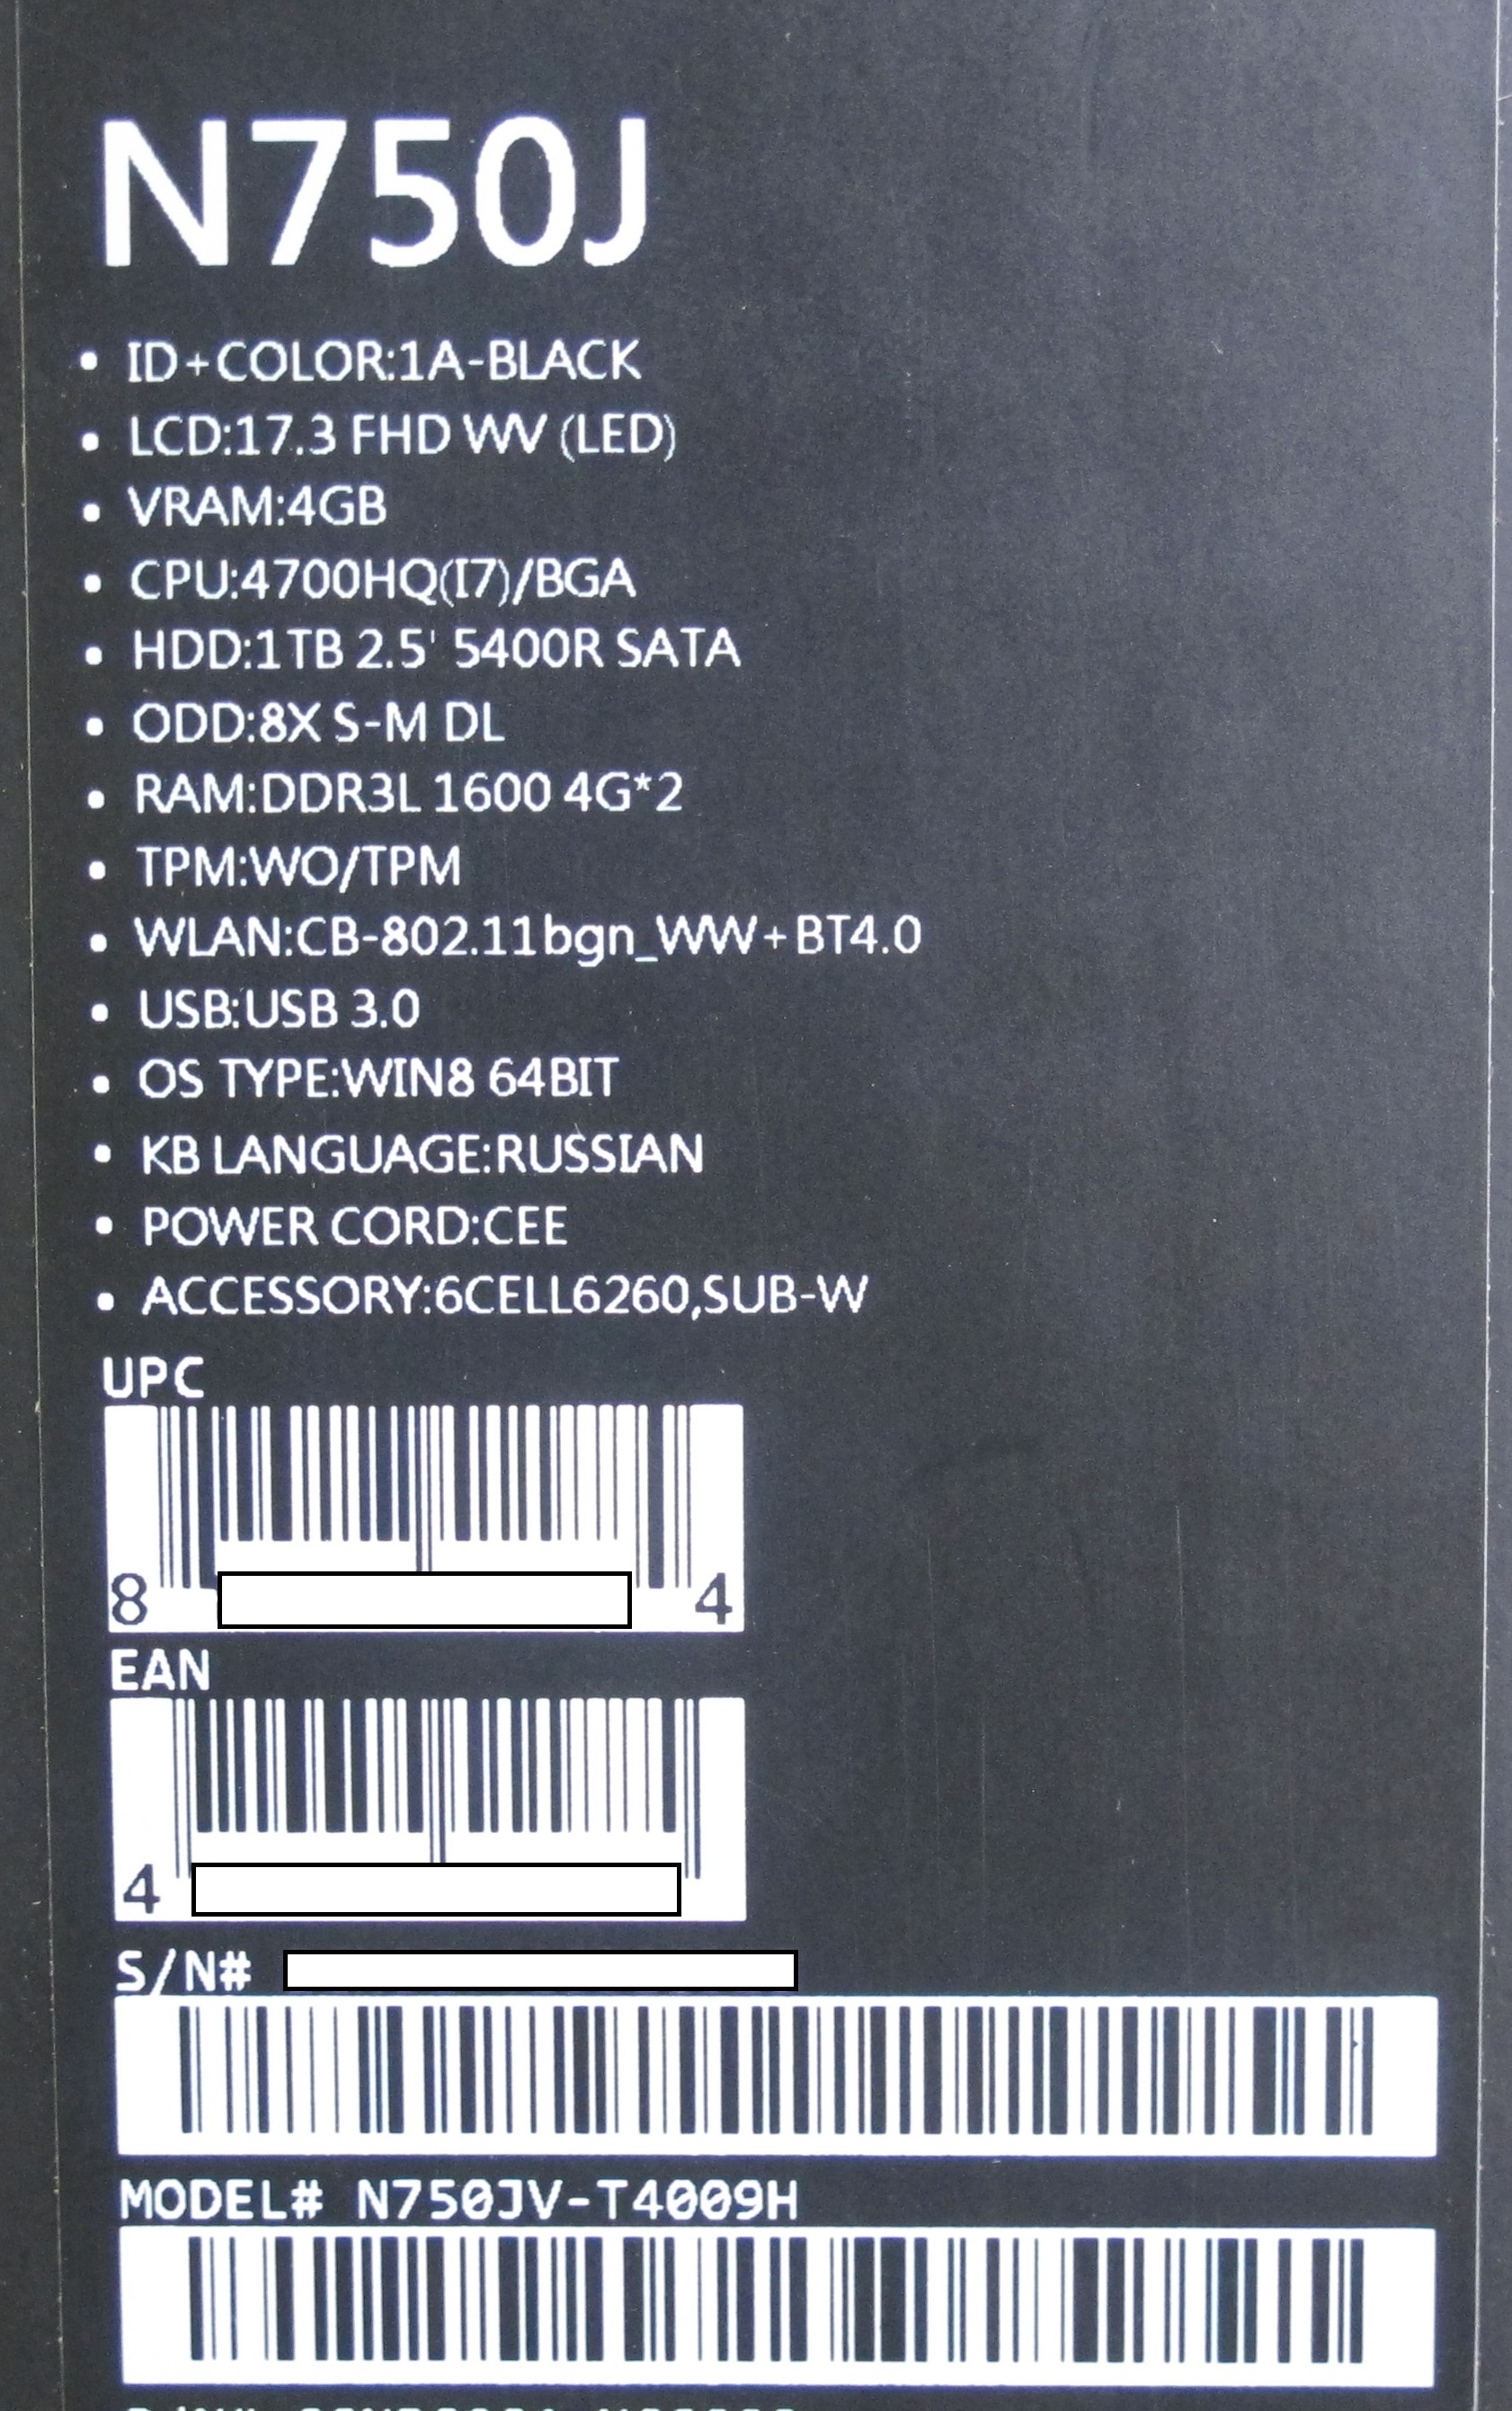 N750J
• ID+COLOR:1A-BLACK
• LCD:17.3 FHD WV (LED)
• VRAM:4GB
• CPU:4700HQ(I7)/BGA
• HDD:1TB 2.5' 5400R SATA
• ODD:8X S-M DL
• RAM:DDR3L 1600 4G*2
• TPM:WO/TPM
• WLAN:CB-802.11bgn_WW+BT4.0
• USB:USB 3.0
• OS TYPE:WIN8 64BIT
• KB LANGUAGE:RUSSIAN
• POWER CORD:CEE
• ACCESSORY:6CELL6260,SUB-W
UPC
8 4
EAN
4
S/N#
MODEL# N750JV-T4009H